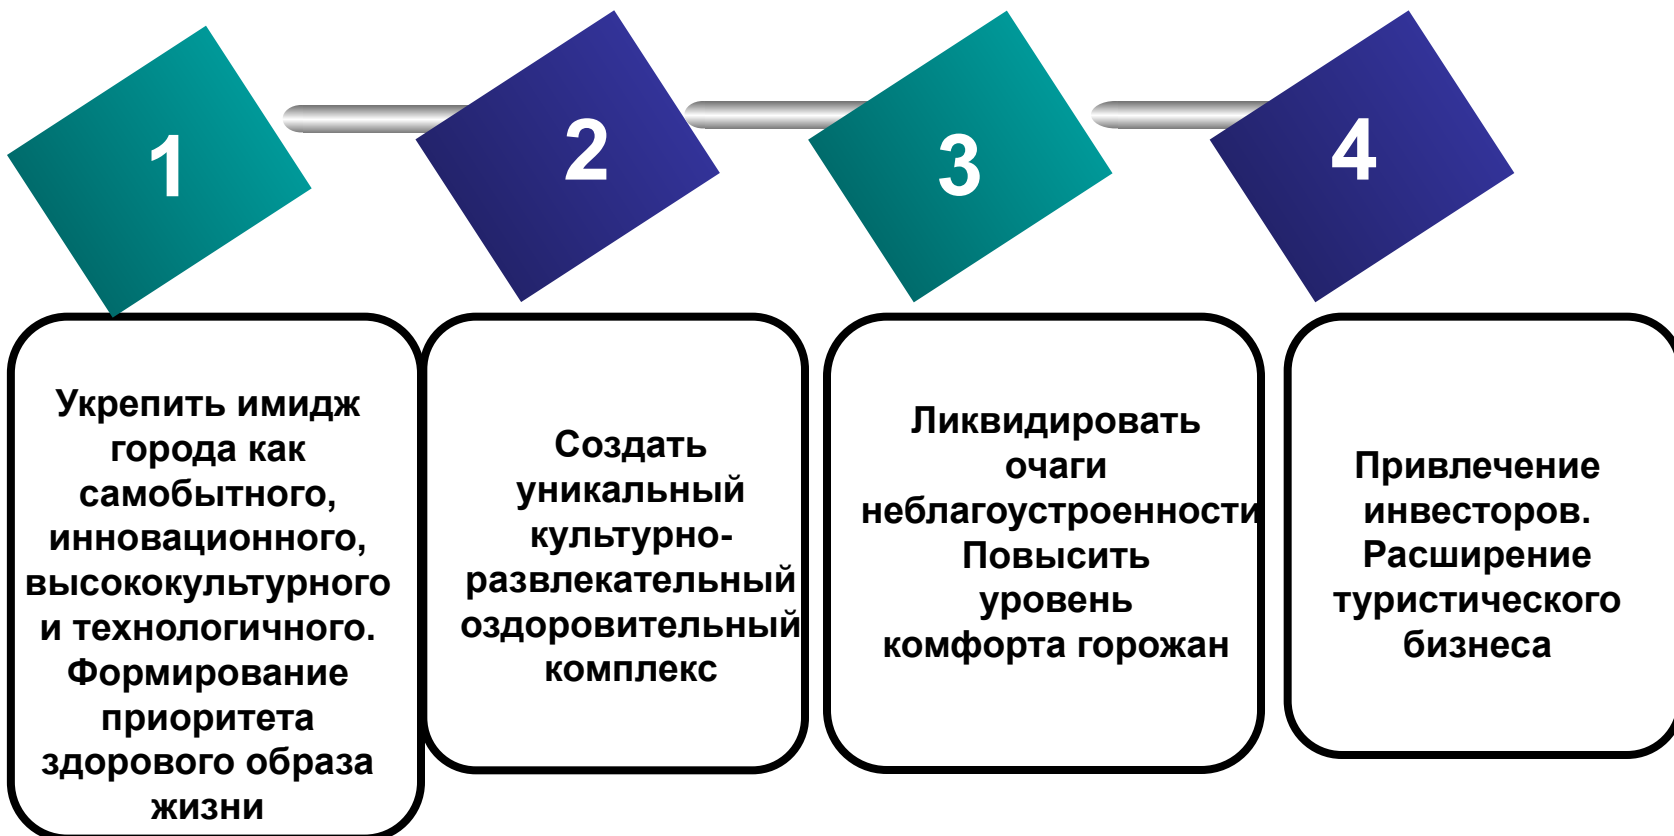 1
2
3
4
Укрепить имидж
города как
самобытного,
инновационного,
высококультурного
и технологичного.
Формирование
приоритета
здорового образа
жизни
Создать
уникальный
культурно-
развлекательный
оздоровительный
комплекс
Ликвидировать
очаги
неблагоустроенности
Повысить
уровень
комфорта горожан
Привлечение
инвесторов.
Расширение
туристического
бизнеса